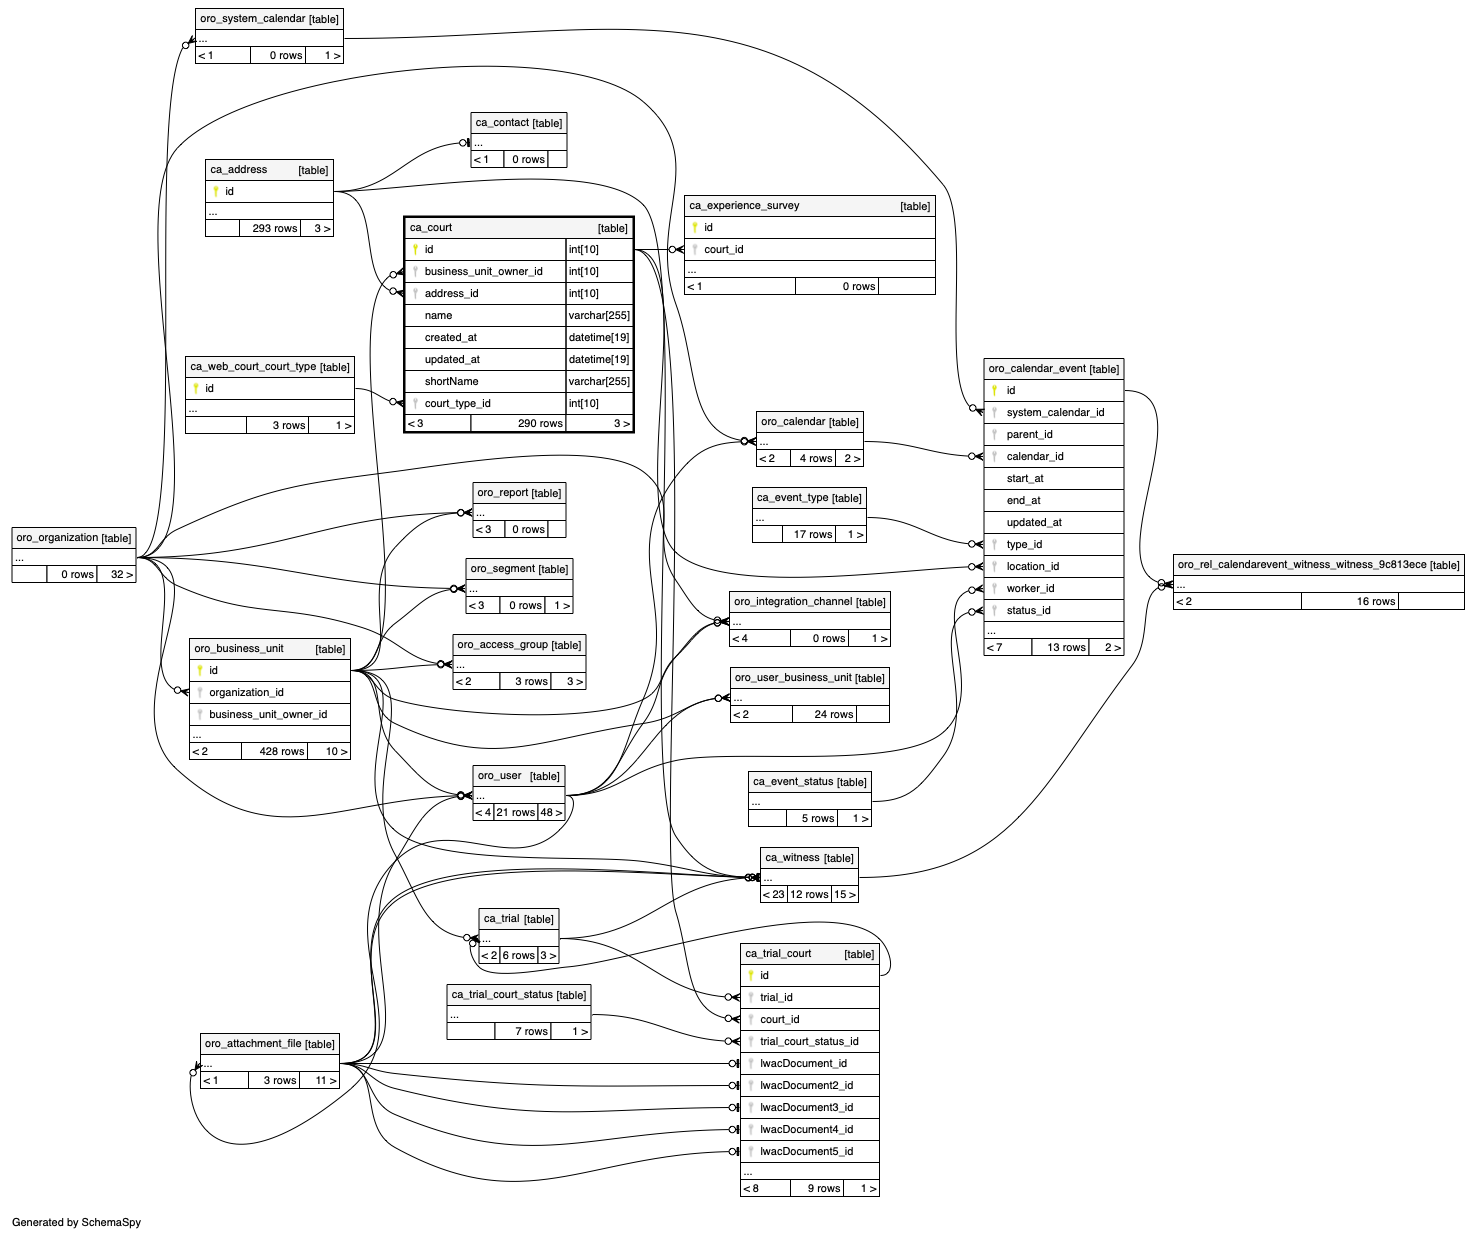 oro_system_calendar [table]
...
< 1 0 rows 1 >
ca_contact [table]
...
< 1 0 rows
ca_address [table]
id
...
293 rows 3 >
ca_court [table]
id int[10]
business_unit_owner_id int[10]
address_id int[10]
name varchar[255]
created_at datetime[19]
updated_at datetime[19]
shortName varchar[255]
court_type_id int[10]
< 3 290 rows 3 >
ca_experience_survey [table]
id
court_id
...
< 1 0 rows
ca_web_court_court_type [table]
id
...
3 rows 1 >
oro_calendar_event [table]
id
system_calendar_id
parent_id
calendar_id
start_at
end_at
updated_at
type_id
location_id
worker_id
status_id
...
< 7 13 rows 2 >
oro_calendar [table]
...
< 2 4 rows 2 >
oro_report [table]
...
< 3 0 rows
ca_event_type [table]
...
17 rows 1 >
oro_organization [table]
...
0 rows 32 >
oro_segment [table]
...
< 3 0 rows 1 >
oro_rel_calendarevent_witness_witness_9c813ece [table]
...
< 2 16 rows
oro_integration_channel [table]
...
< 4 0 rows 1 >
oro_business_unit [table]
id
organization_id
business_unit_owner_id
...
< 2 428 rows 10 >
oro_access_group [table]
...
< 2 3 rows 3 >
oro_user_business_unit [table]
...
< 2 24 rows
oro_user [table]
...
< 4 21 rows 48 >
ca_event_status [table]
...
5 rows 1 >
ca_witness [table]
...
< 23 12 rows 15 >
ca_trial [table]
...
< 2 6 rows 3 >
ca_trial_court [table]
id
trial_id
court_id
trial_court_status_id
lwacDocument_id
lwacDocument2_id
lwacDocument3_id
lwacDocument4_id
lwacDocument5_id
...
< 8 9 rows 1 >
ca_trial_court_status [table]
...
7 rows 1 >
oro_attachment_file [table]
...
< 1 3 rows 11 >
Generated by SchemaSpy